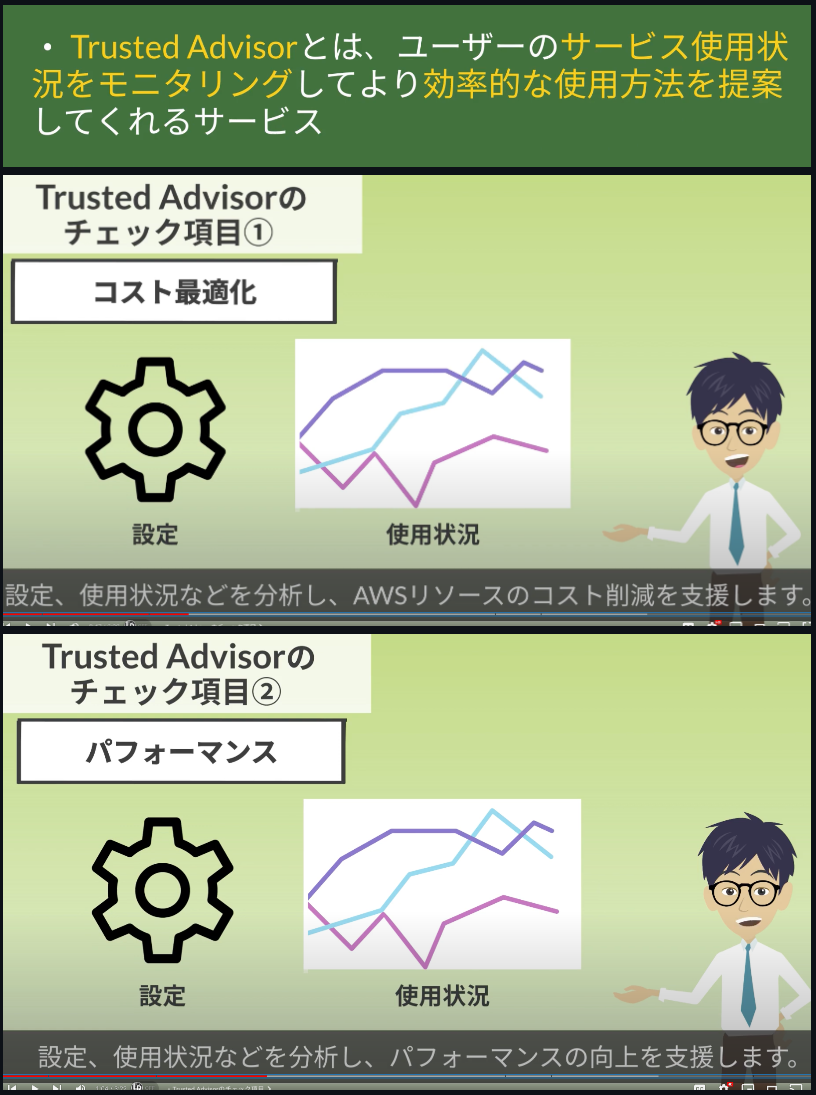 • Trusted Advisorとは、ユーザーのサービス使用状
況をモニタリングしてより効率的な使用方法を提案
してくれるサービス
Trusted Advisorの
チェック項目①
コスト最適化
設定
使用状況
設定、使用状況などを分析し、AWSリソースのコスト削減を支援します。
Trusted Advisorの
チェック項目②
パフォーマンス
設定
使用状況
設定、使用状況などを分析し、パフォーマンスの向上を支援します。